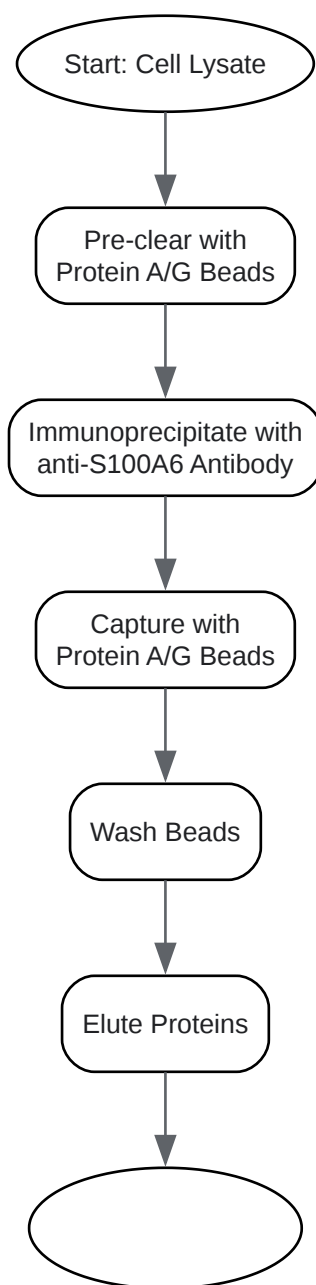 Start: Cell Lysate
Pre-clear with
Protein A/G Beads
Immunoprecipitate with
anti-S100A6 Antibody
Capture with
Protein A/G Beads
Wash Beads
Elute Proteins